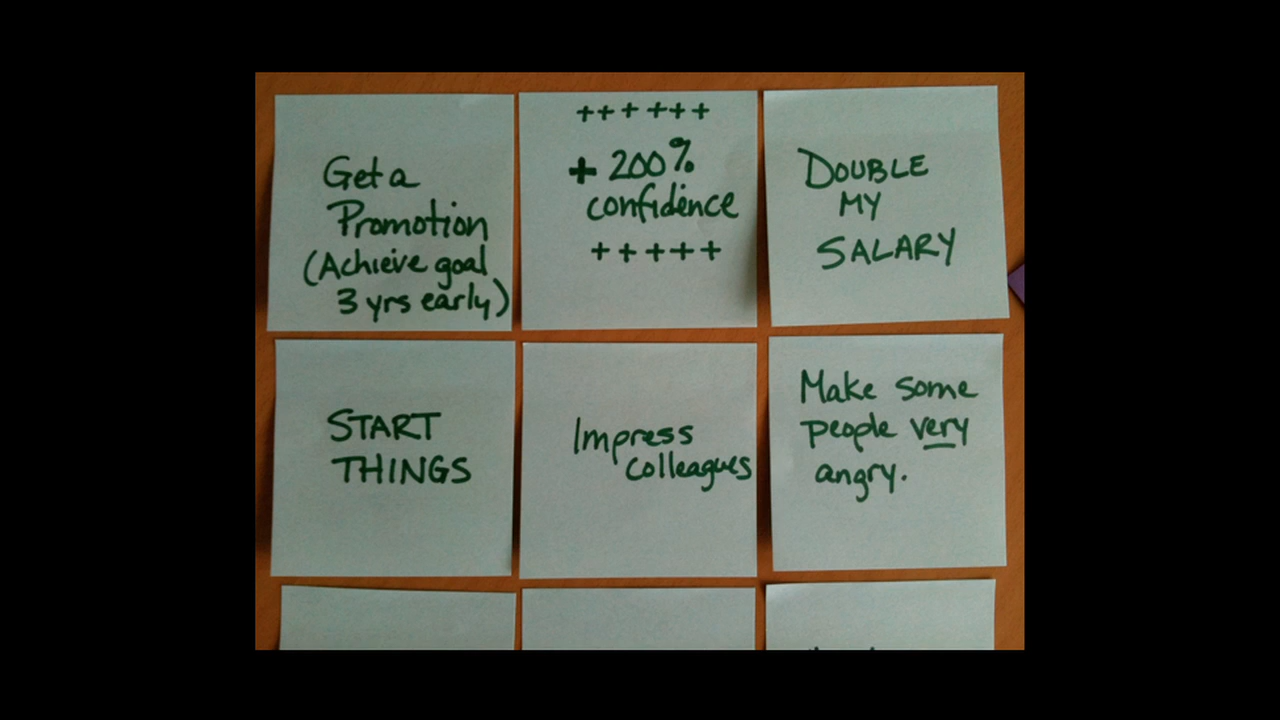 Get a
Promotion
(Achieve goal
3 yrs early)
++++++
+ 200%
confidence
+++++
DOUBLE
MY
SALARY
START
THINGS
Impress
colleagues
Make some
people very
angry.